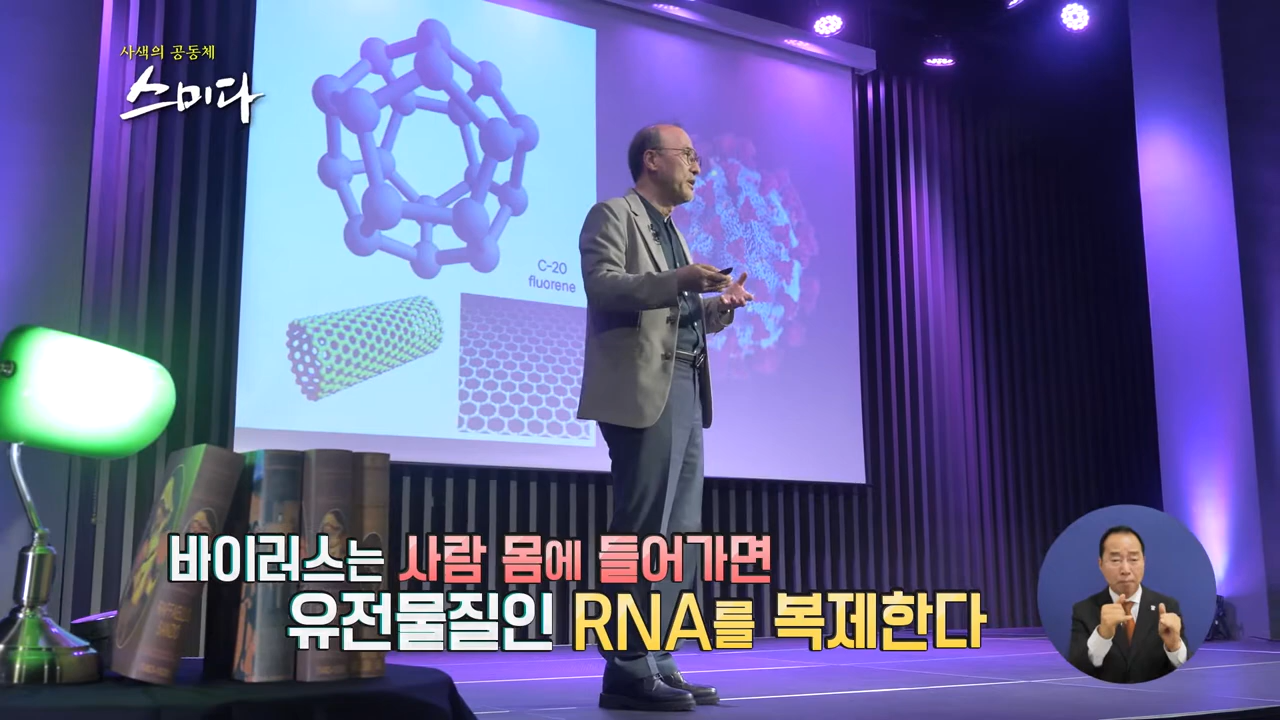 사색의 공동체
스미다
C-20
fluorene
바이러스는 사람 몸에 들어가면
유전물질인 RNA를 복제한다